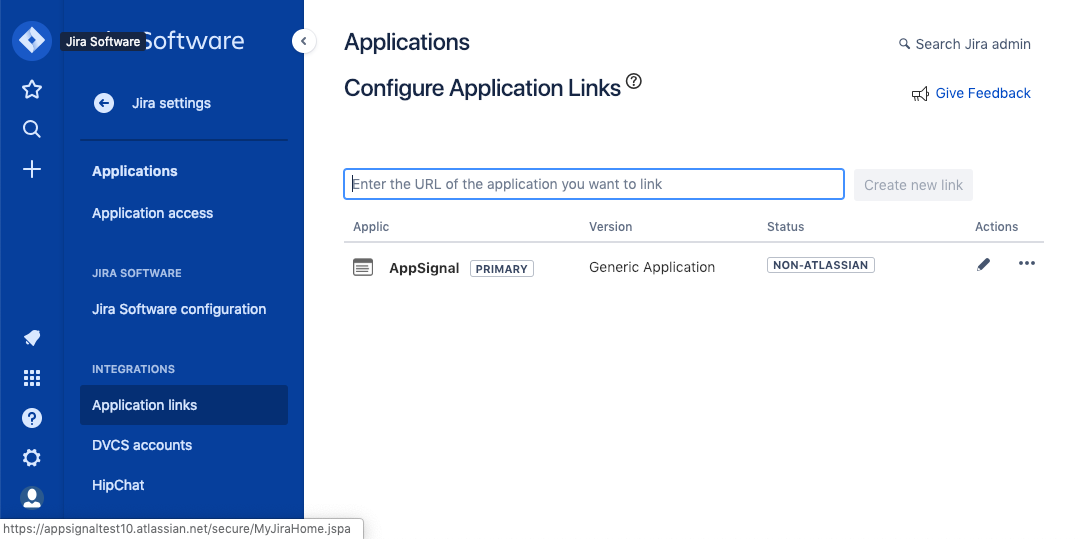 Jira Software
Software
Jira settings
Applications
Application access
JIRA SOFTWARE
Jira Software configuration
INTEGRATIONS
Application links
DVCS accounts
HipChat
https://appsignaltest10.atlassian.net/secure/MyJiraHome.jspa
Applications
Search Jira admin
Configure Application Links ?
Give Feedback
Enter the URL of the application you want to link
Create new link
Applic Version Status Actions
AppSignal PRIMARY Generic Application NON-ATLASSIAN